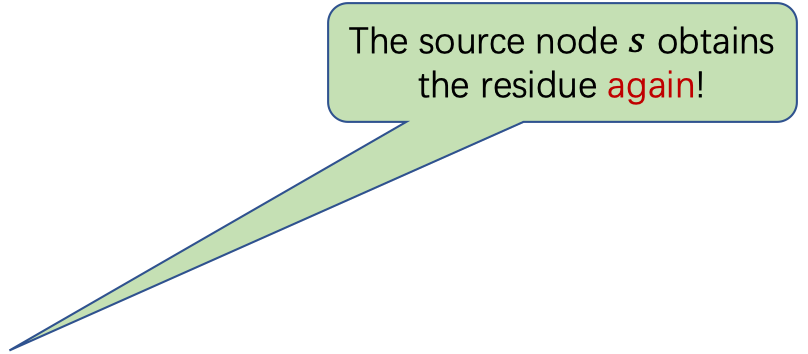 The source node s obtains
the residue again!